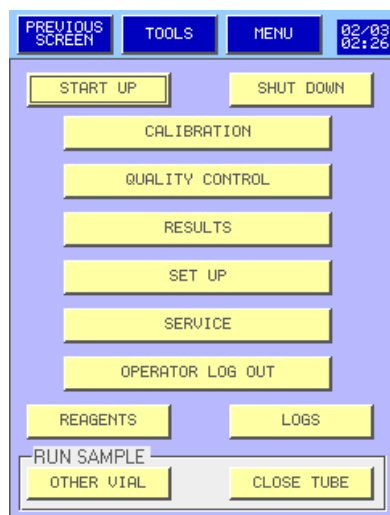 PREVIOUS TOOLS MENU 02/03
SCREEN 02:26
START UP SHUT DOWN
CALIBRATION
QUALITY CONTROL
RESULTS
SET UP
SERVICE
OPERATOR LOG OUT
REAGENTS LOGS
RUN SAMPLE
OTHER VIAL CLOSE TUBE